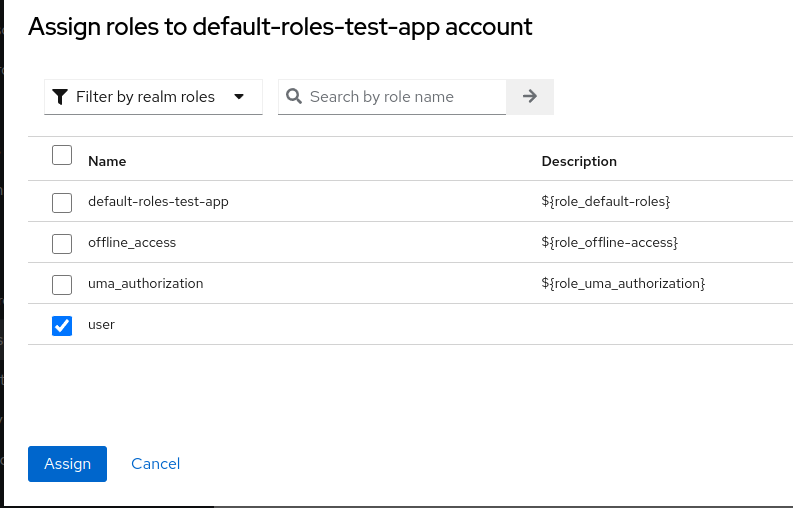 Assign roles to default-roles-test-app account
Filter by realm roles
Search by role name
Name Description
default-roles-test-app ${role_default-roles}
offline_access ${role_offline-access}
uma_authorization ${role_uma_authorization}
user
Assign Cancel